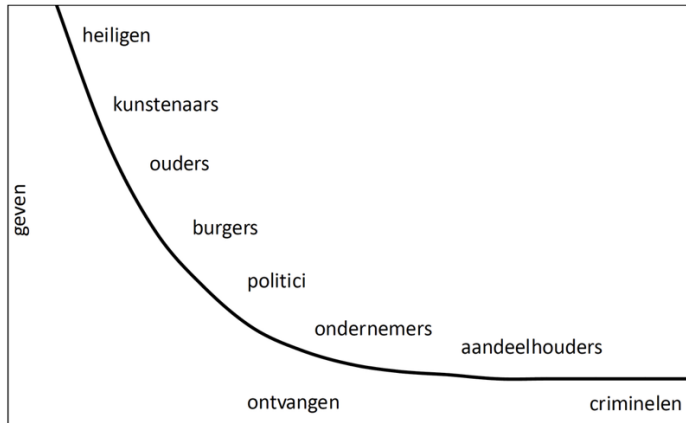 heiligen
kunstenaars
ouders
geven
burgers
politici
ondernemers
aandeelhouders
ontvangen
criminelen